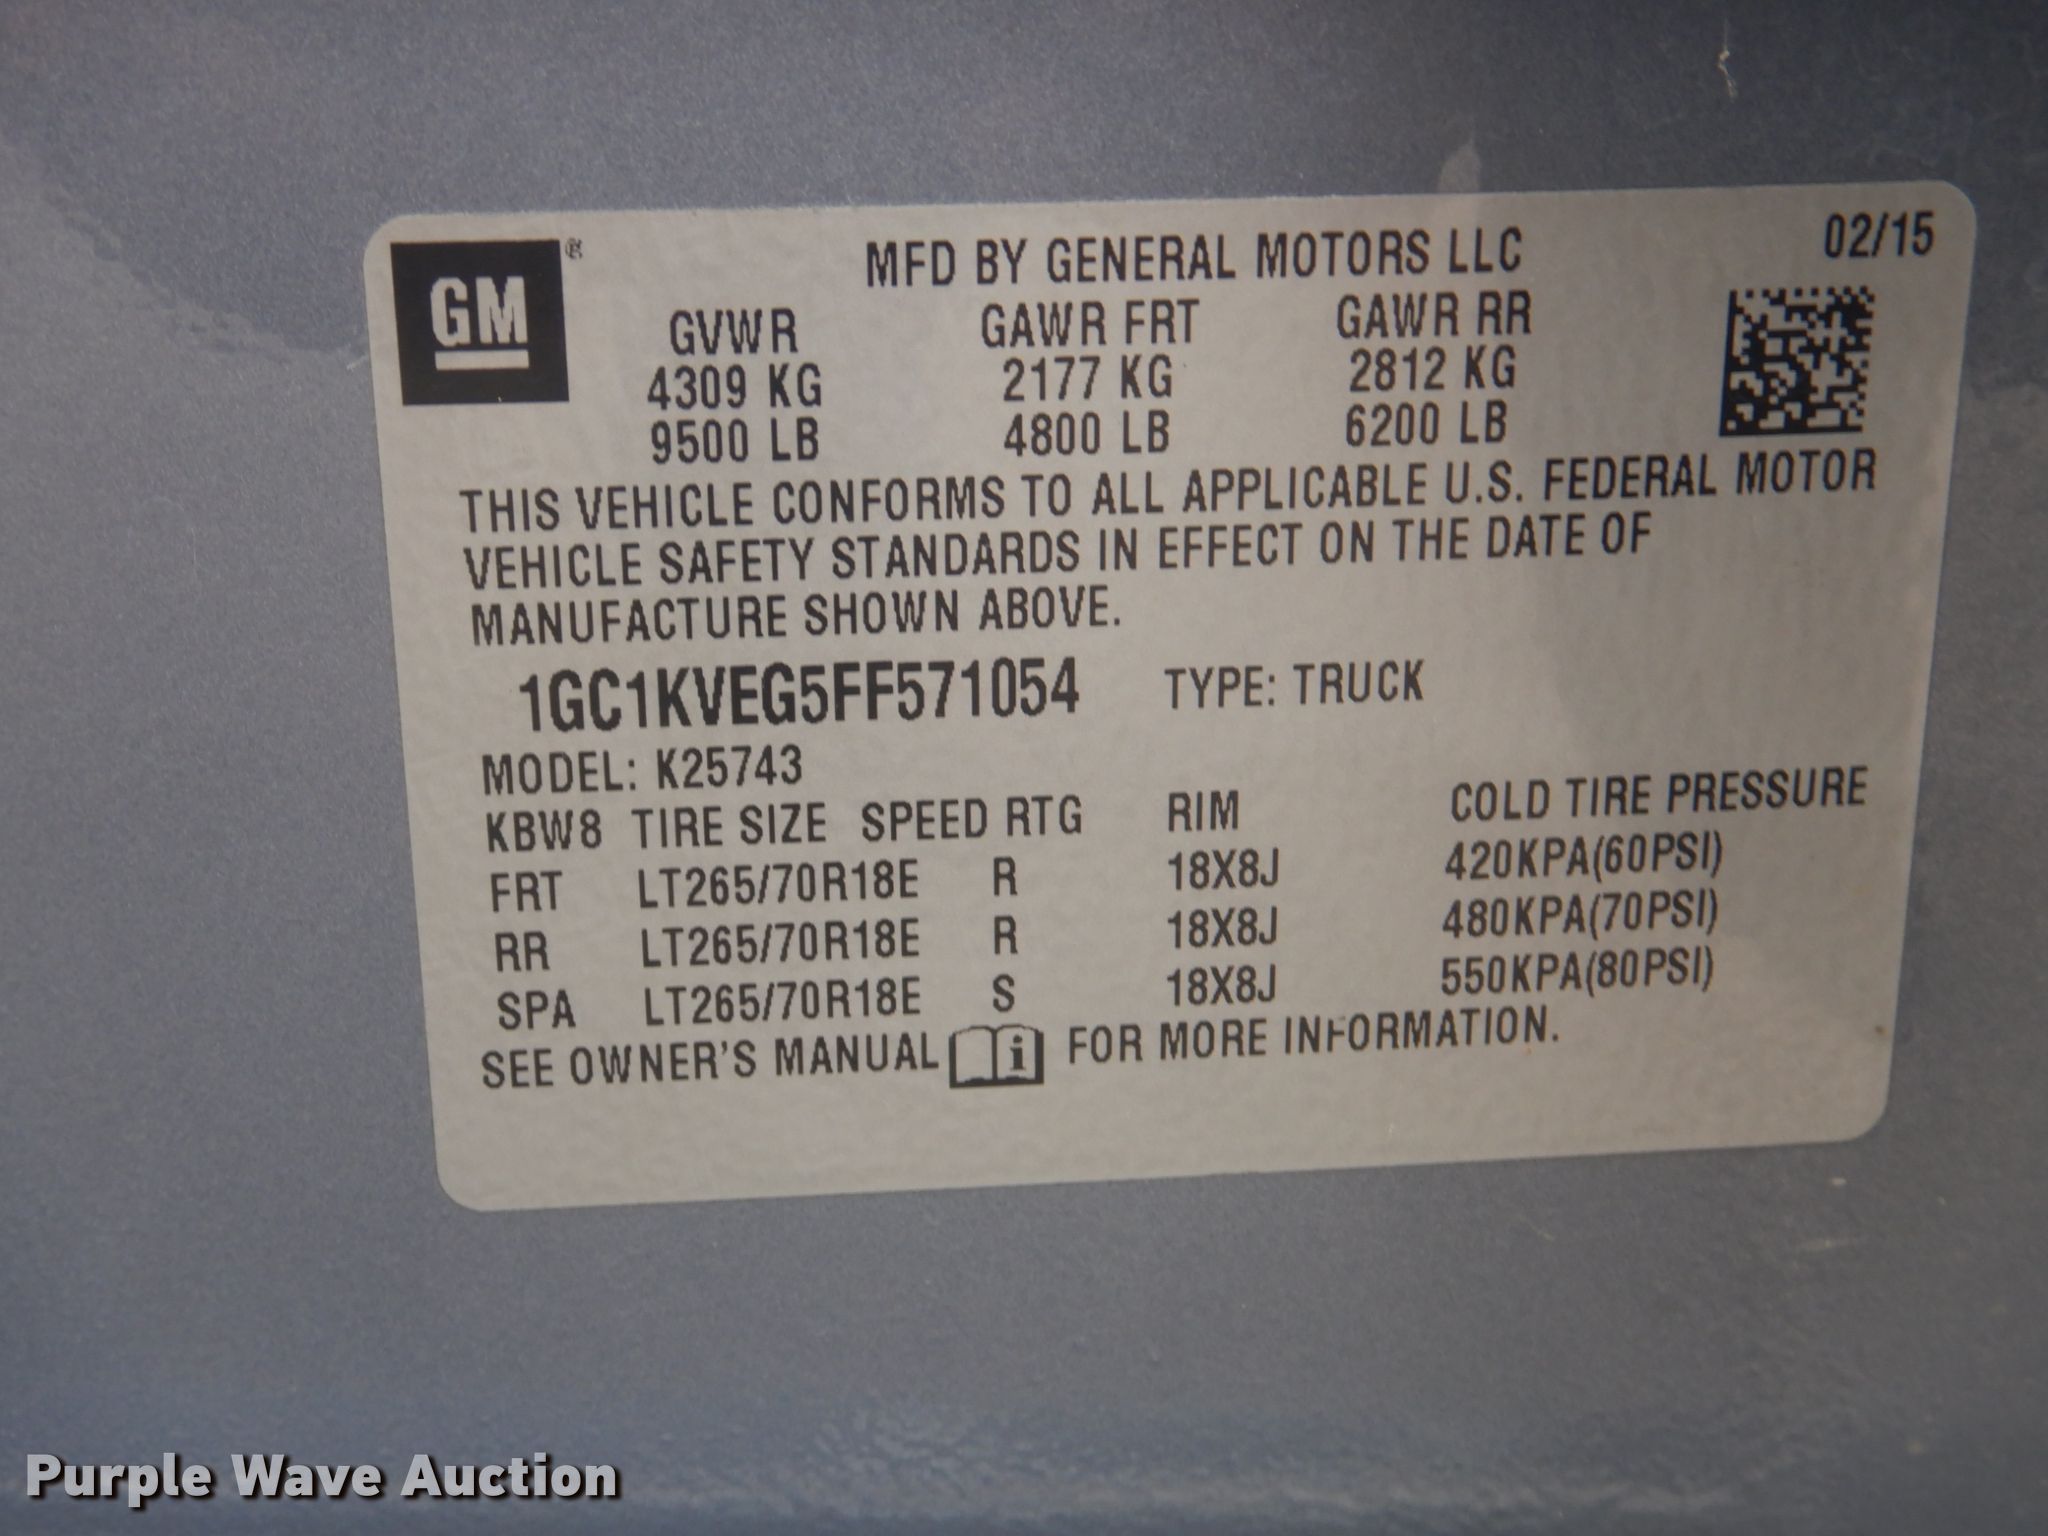 GM®
MFD BY GENERAL MOTORS LLC 02/15
GVWR GAWR FRT GAWR RR
4309 KG 2177 KG 2812 KG
9500 LB 4800 LB 6200 LB
THIS VEHICLE CONFORMS TO ALL APPLICABLE U.S. FEDERAL MOTOR
VEHICLE SAFETY STANDARDS IN EFFECT ON THE DATE OF
MANUFACTURE SHOWN ABOVE.
1GC1KVEG5FF571054 TYPE: TRUCK
MODEL: K25743
KBW8 TIRE SIZE SPEED RTG RIM COLD TIRE PRESSURE
FRT LT265/70R18E R 18X8J 420KPA(60PSI)
RR LT265/70R18E R 18X8J 480KPA(70PSI)
SPA LT265/70R18E S 18X8J 550KPA(80PSI)
SEE OWNER'S MANUAL i FOR MORE INFORMATION.
Purple Wave Auction